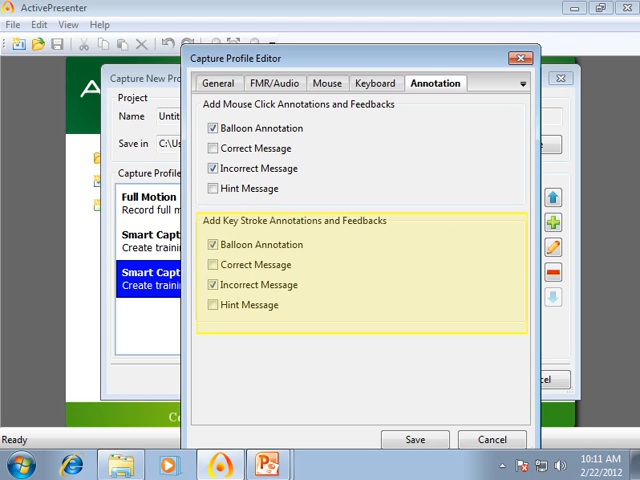 ActivePresenter
File Edit View Help
Capture New Pro
Project
Name Untit
Save in C:\Us
Capture Profile
Full Motion
Record full m
Smart Capt
Create trainin
Smart Capt
Create trainin
Capture Profile Editor
General FMR/Audio Mouse Keyboard Annotation
Add Mouse Click Annotations and Feedbacks
Balloon Annotation
Correct Message
Incorrect Message
Hint Message
Add Key Stroke Annotations and Feedbacks
Balloon Annotation
Correct Message
Incorrect Message
Hint Message
Save Cancel
Ready
10:11 AM
2/22/2012